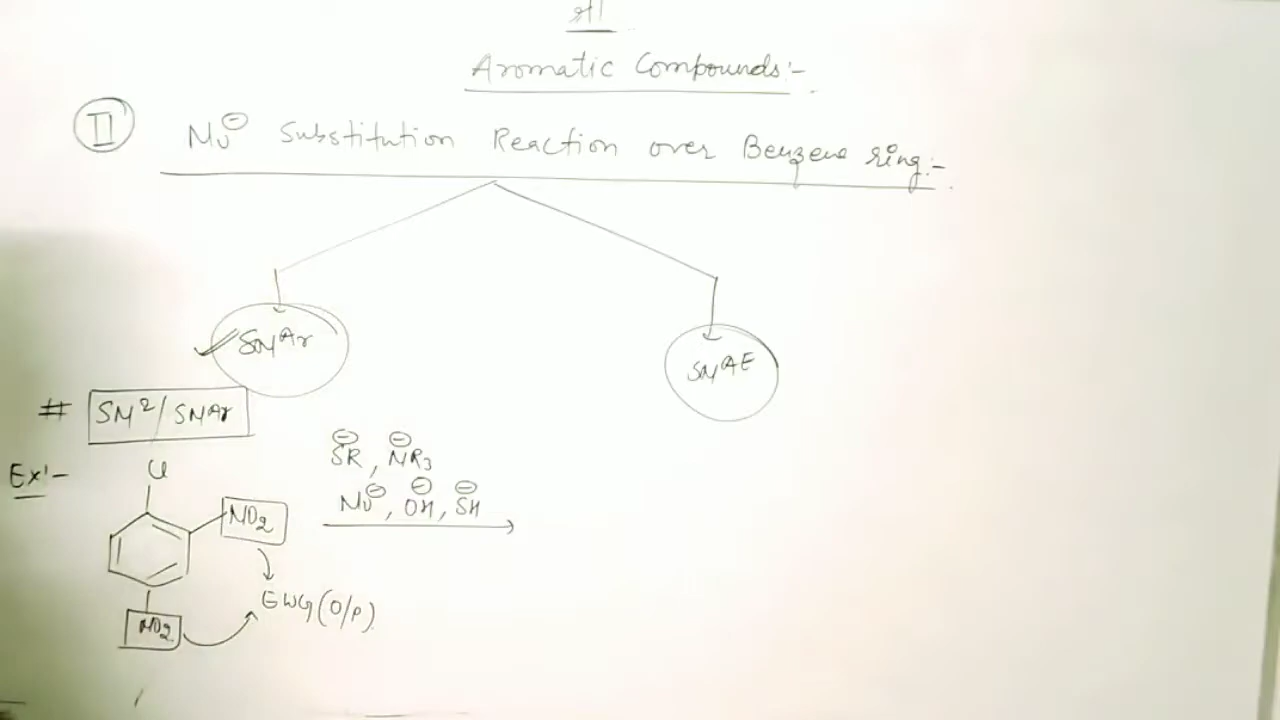 Aromatic Compounds:-
II Nu⊖ Substitution Reaction over Benzene ring:-
SNAr
SNAE
# SN2/SNAr
Ex:-
Cl
NO2
NO2
⊖SR, ⊖NR3
Nu⊖, ⊖OH, ⊖SH
EWG(O/P)